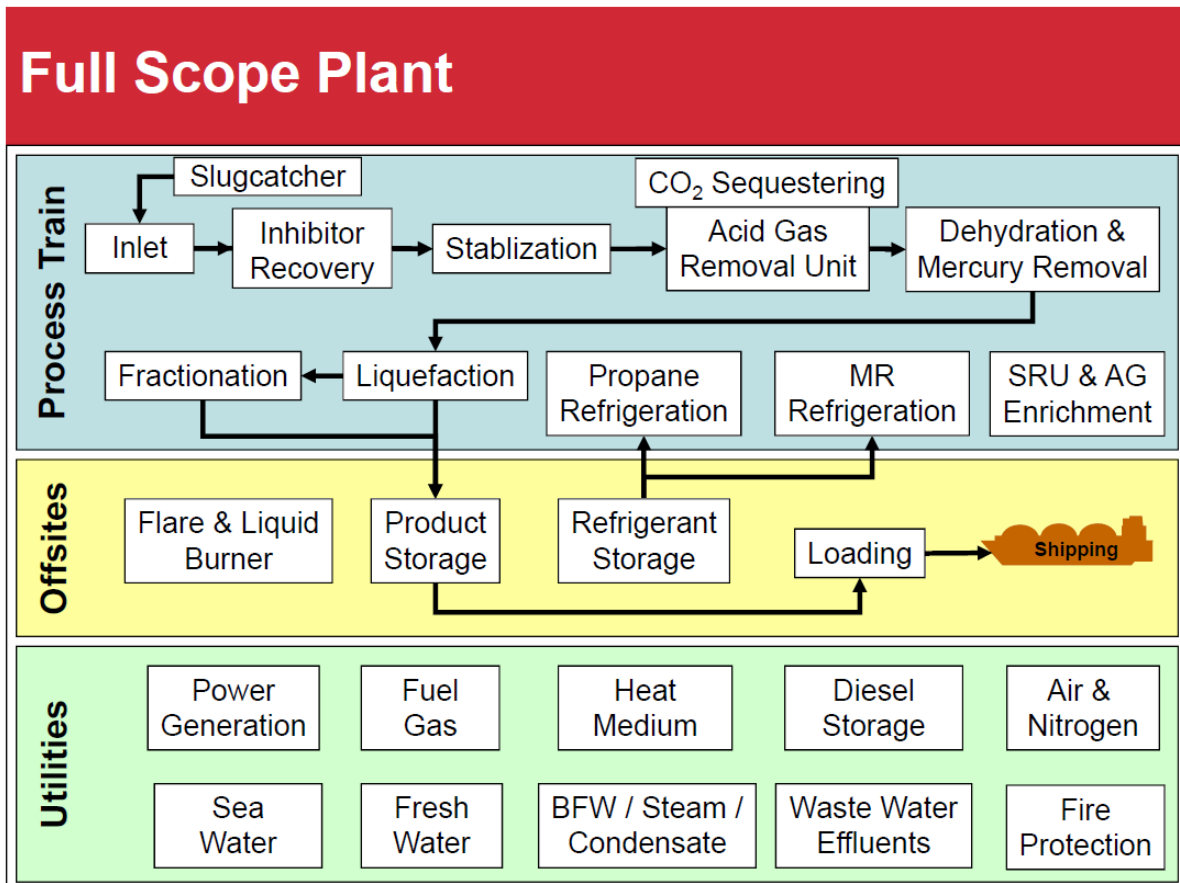 Full Scope Plant
Process Train
Slugcatcher
CO₂ Sequestering
Inlet
Inhibitor
Recovery
Stablization
Acid Gas
Removal Unit
Dehydration &
Mercury Removal
Fractionation
Liquefaction
Propane
Refrigeration
MR
Refrigeration
SRU & AG
Enrichment
Offsites
Flare & Liquid
Burner
Product
Storage
Refrigerant
Storage
Loading
Shipping
Utilities
Power
Generation
Fuel
Gas
Heat
Medium
Diesel
Storage
Air &
Nitrogen
Sea
Water
Fresh
Water
BFW / Steam /
Condensate
Waste Water
Effluents
Fire
Protection